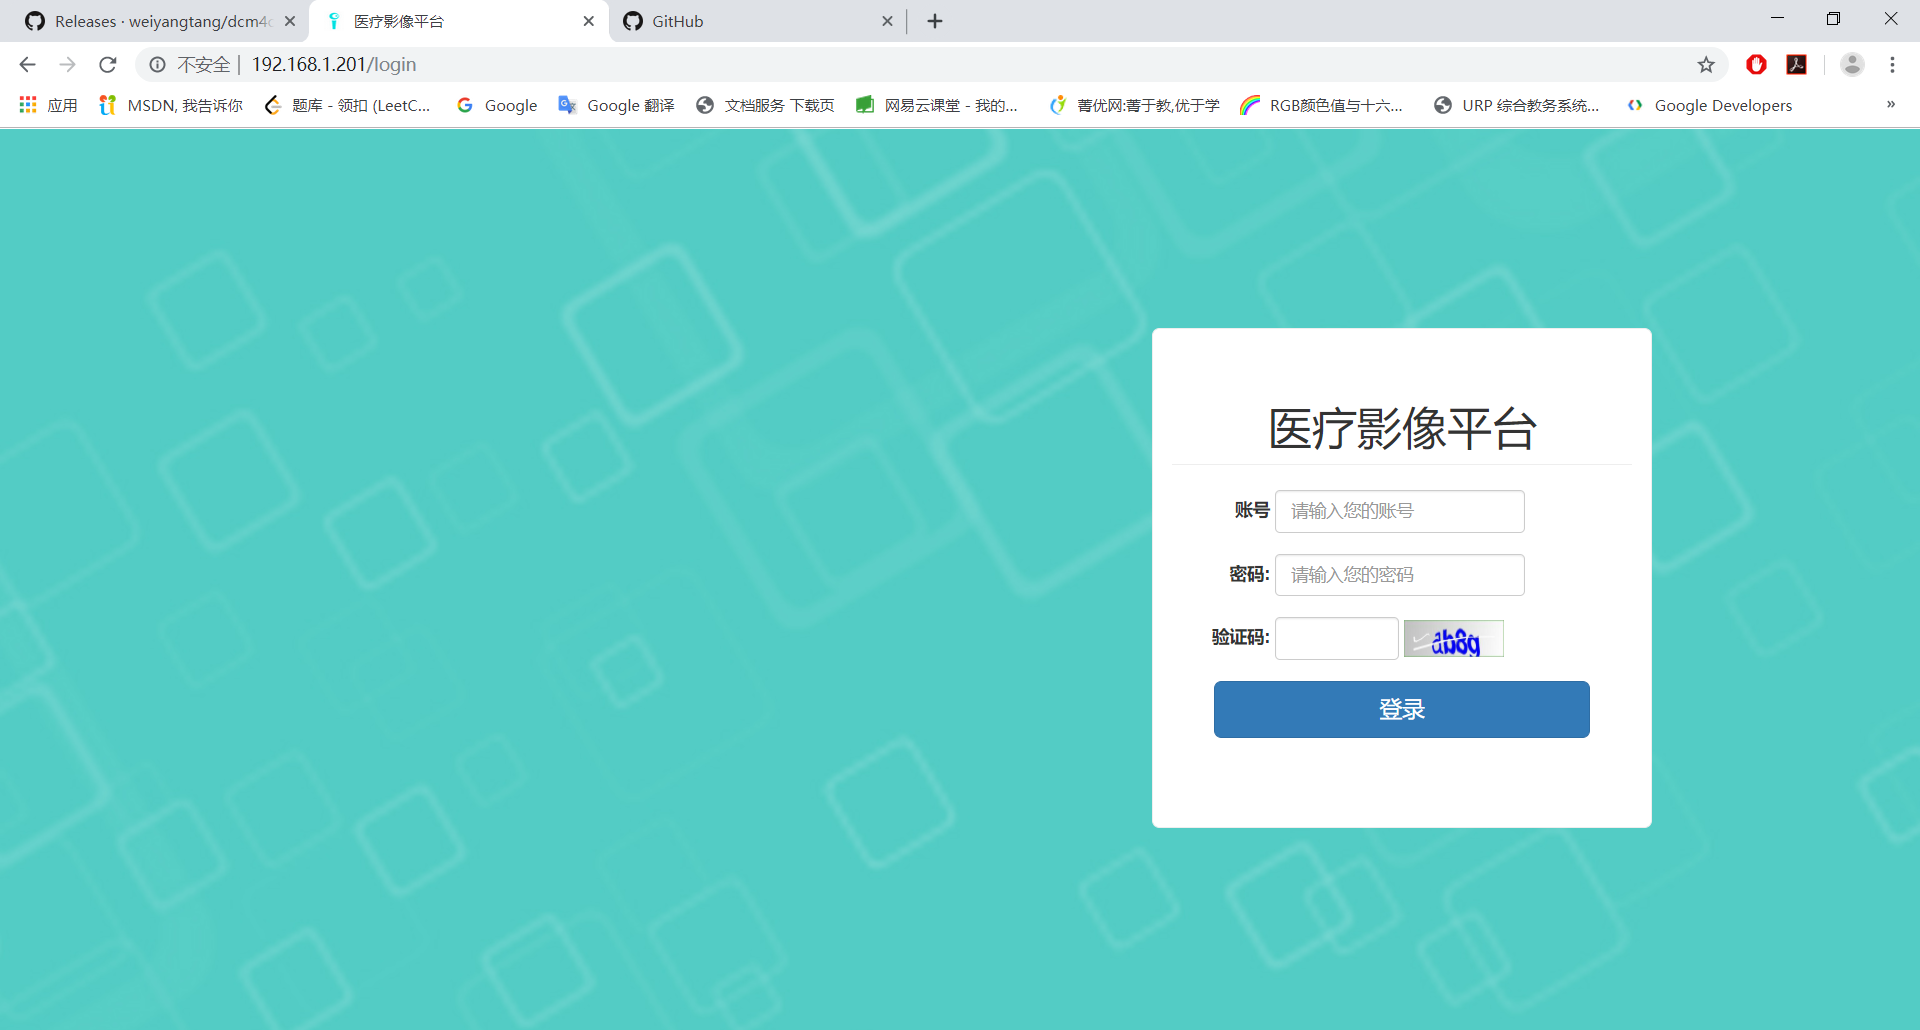 Releases · weiyangtang/dcm4c
医疗影像平台
GitHub
不安全 | 192.168.1.201/login
应用
MSDN, 我告诉你
题库 - 领扣 (LeetC...
Google
Google 翻译
文档服务 下载页
网易云课堂 - 我的...
菁优网:菁于教,优于学
RGB颜色值与十六...
URP 综合教务系统...
Google Developers
»
医疗影像平台
账号 请输入您的账号
密码: 请输入您的密码
验证码: ab8g
登录